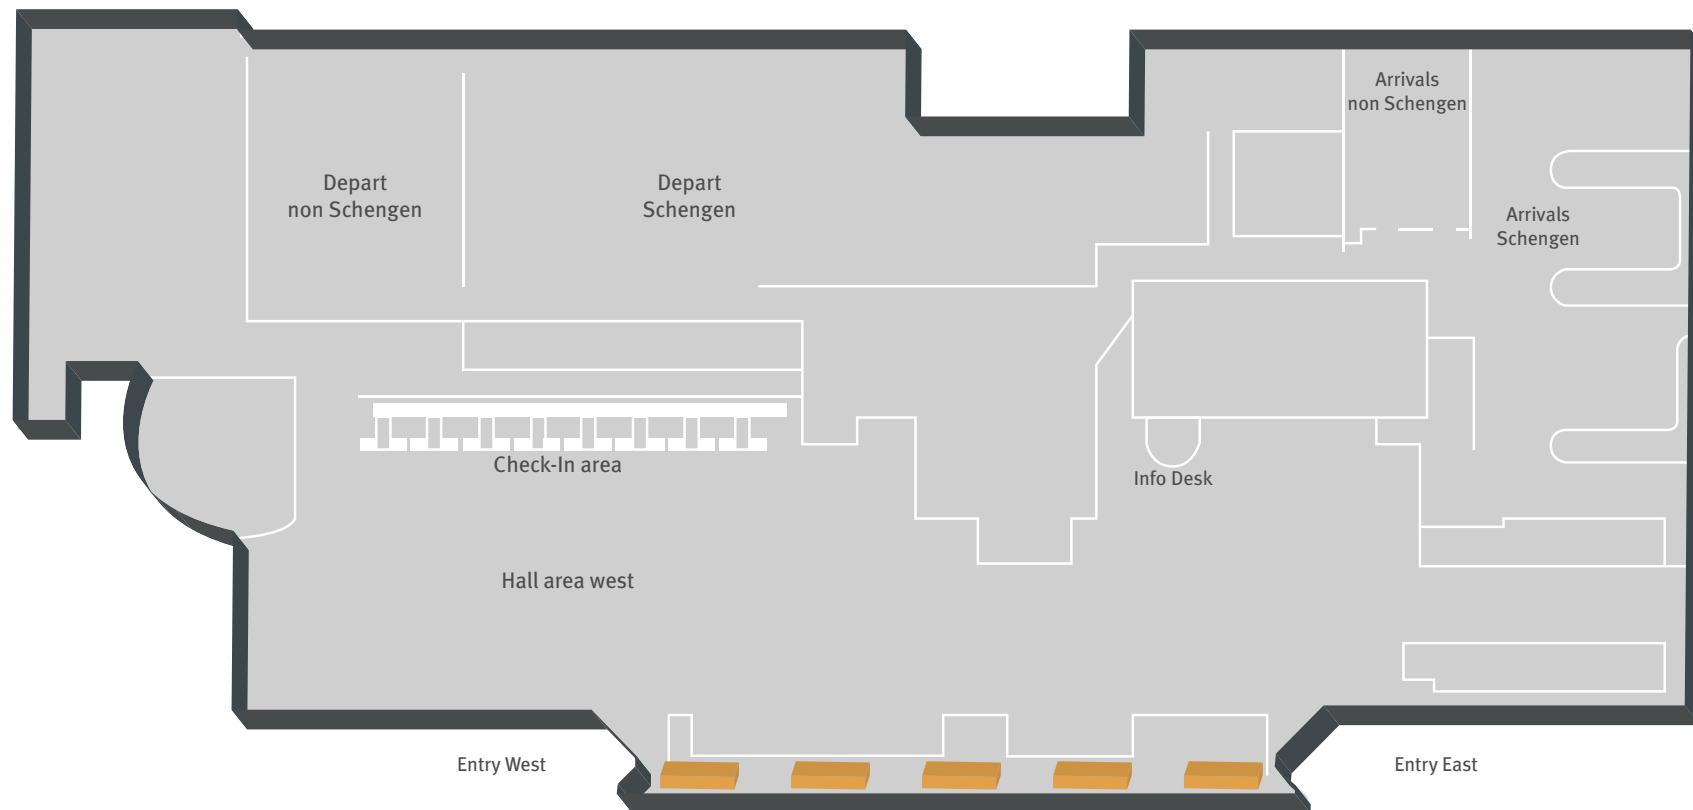 Arrivals
non Schengen
Depart
non Schengen
Depart
Schengen
Arrivals
Schengen
Check-In area
Info Desk
Hall area west
Entry West
Entry East